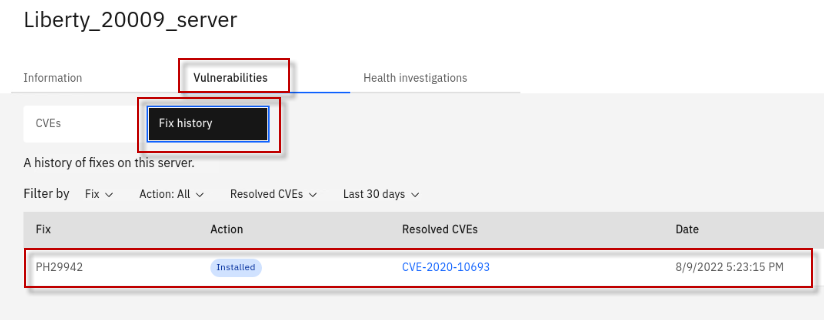 Liberty_20009_server
Information Vulnerabilities Health investigations
CVEs Fix history
A history of fixes on this server.
Filter by Fix Action: All Resolved CVEs Last 30 days
Fix Action Resolved CVEs Date
PH29942 Installed CVE-2020-10693 8/9/2022 5:23:15 PM